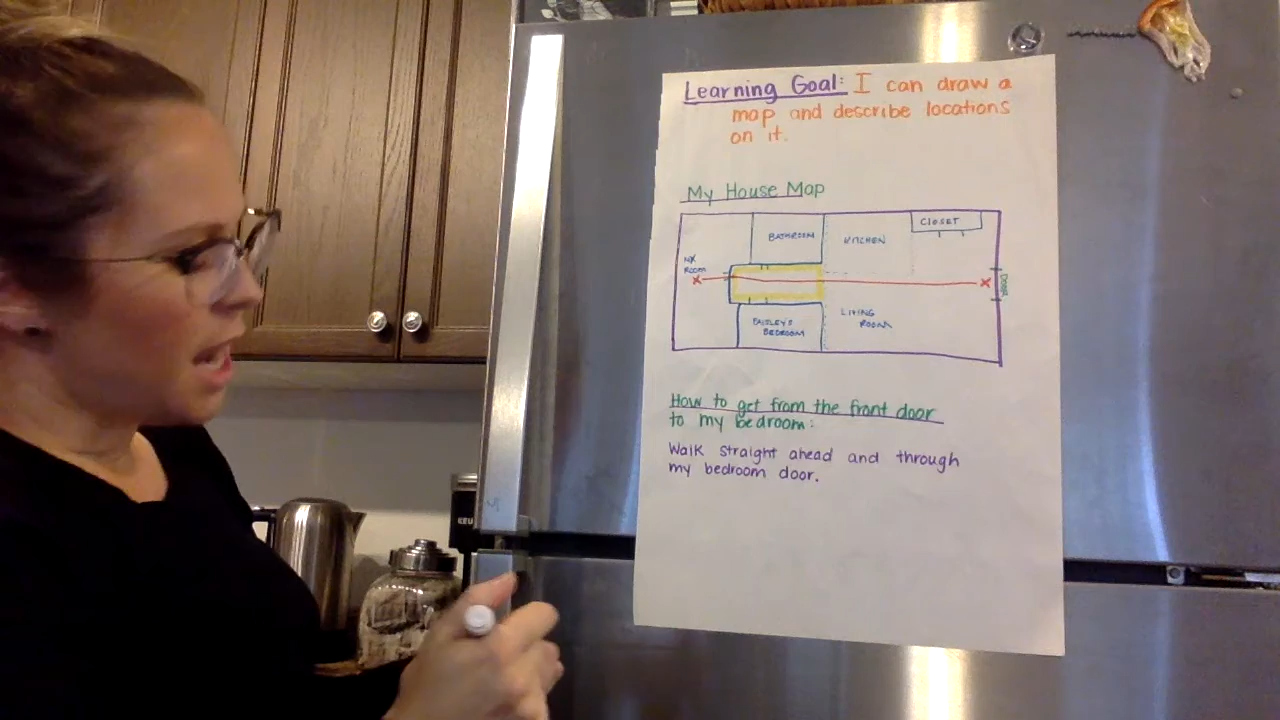 Learning Goal: I can draw a
map and describe locations
on it.
My House Map
CLOSET
BATHROOM
KITCHEN
MY
ROOM
DOOR
LIVING
ROOM
BEDROOM
How to get from the front door
to my bedroom:
Walk straight ahead and through
my bedroom door.
KEU